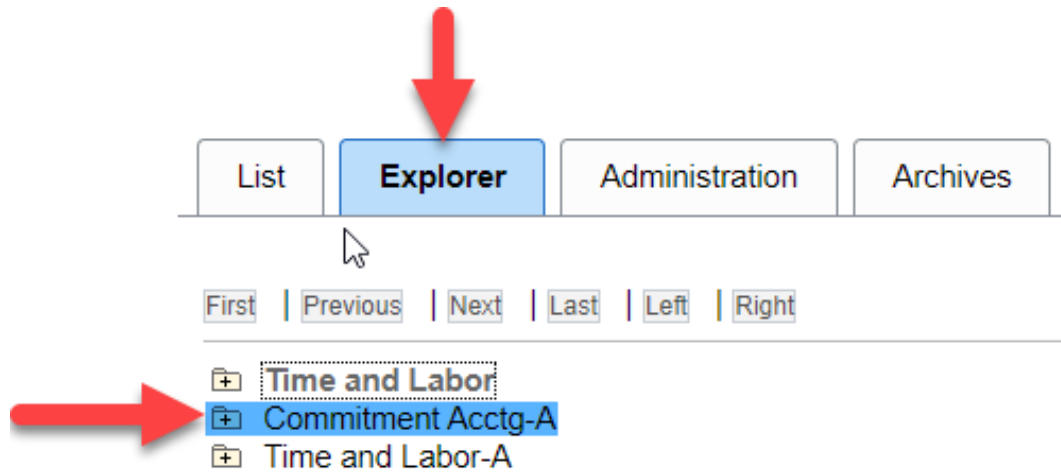 List Explorer Administration Archives
First | Previous | Next | Last | Left | Right
Time and Labor
Commitment Acctg-A
Time and Labor-A